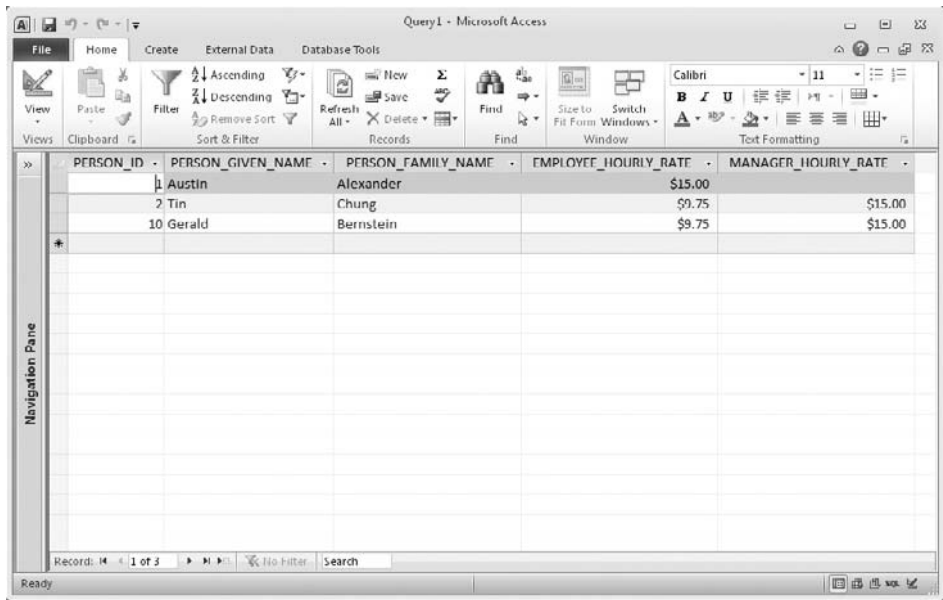 Query1 - Microsoft Access
File Home Create External Data Database Tools
View
Views
Paste
Clipboard
Filter
Ascending
Descending
Remove Sort
Sort & Filter
Refresh All
New
Save
Delete
Records
Find
Find
Size to Fit Form
Switch Windows
Window
Calibri 11
B I U
A
Text Formatting
PERSON_ID PERSON_GIVEN_NAME PERSON_FAMILY_NAME EMPLOYEE_HOURLY_RATE MANAGER_HOURLY_RATE
1 Austin Alexander $15.00
2 Tin Chung $9.75 $15.00
10 Gerald Bernstein $9.75 $15.00
Navigation Pane
Record: 1 of 3 No Filter Search
Ready SQL